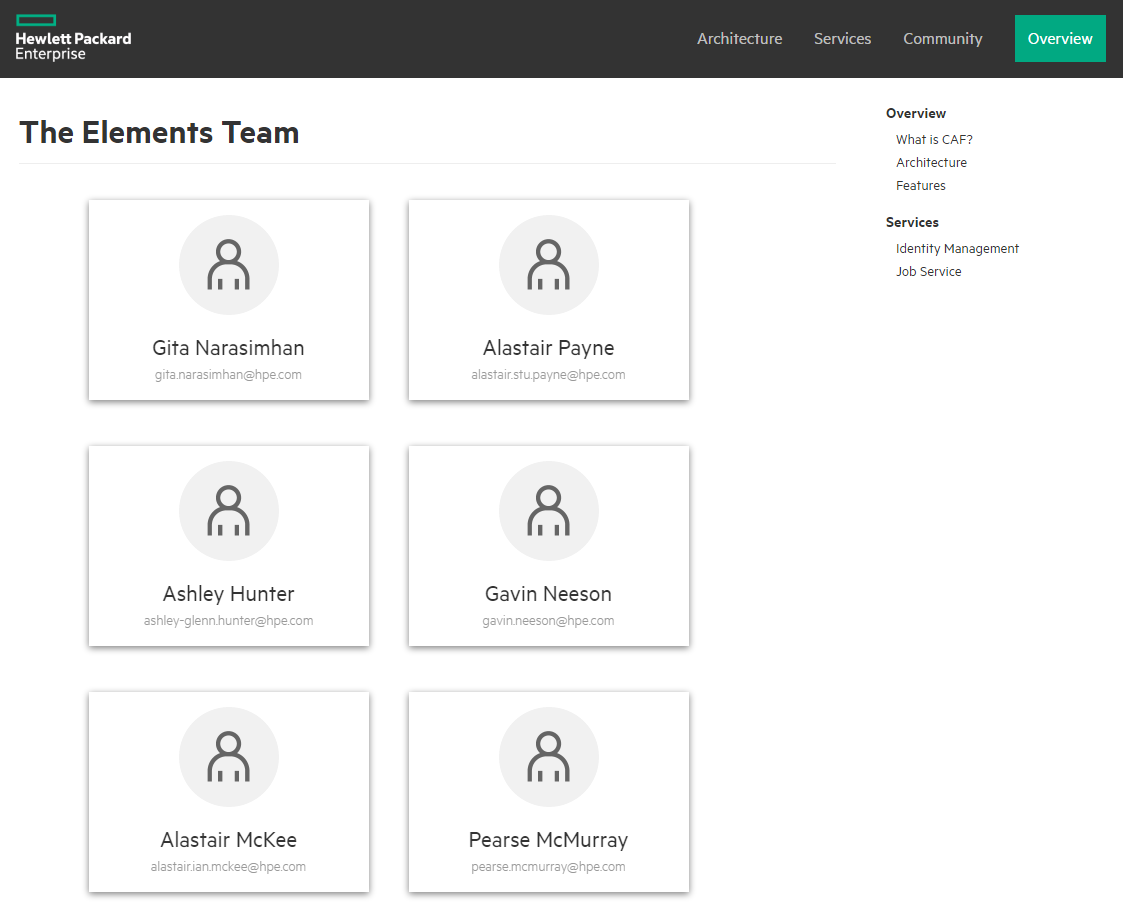 Hewlett Packard
Enterprise
Architecture
Services
Community
Overview
The Elements Team
Gita Narasimhan
gita.narasimhan@hpe.com
Alastair Payne
alastair.stu.payne@hpe.com
Ashley Hunter
ashley-glenn.hunter@hpe.com
Gavin Neeson
gavin.neeson@hpe.com
Alastair McKee
alastair.ian.mckee@hpe.com
Pearse McMurray
pearse.mcmurray@hpe.com
Overview
What is CAF?
Architecture
Features
Services
Identity Management
Job Service